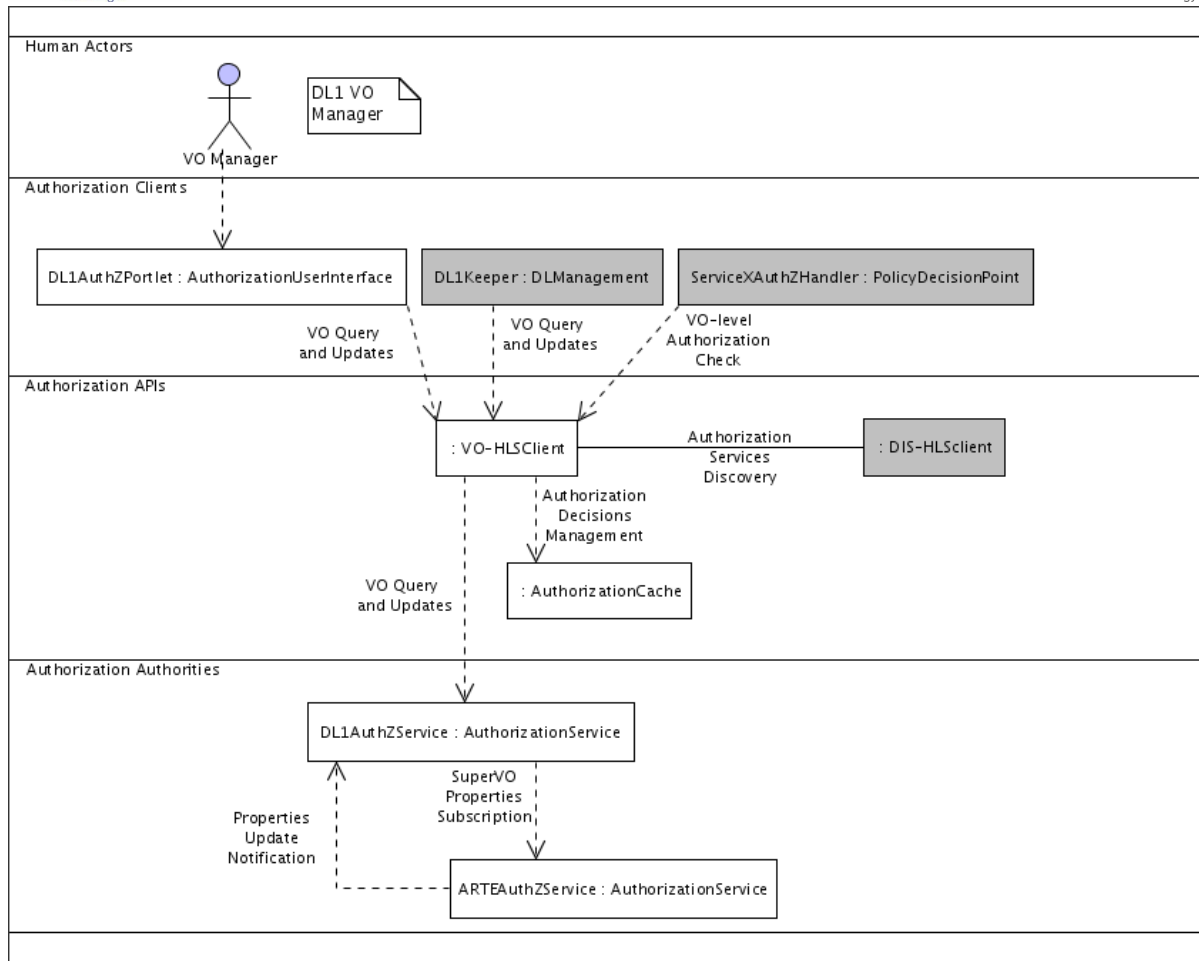 Human Actors
DL1 VO
Manager
VO Manager
Authorization Clients
DL1AuthZPortlet : AuthorizationUserInterface
DL1Keeper : DLManagement
ServiceXAuthZHandler : PolicyDecisionPoint
VO Query
and Updates
VO Query
and Updates
VO-level
Authorization
Check
Authorization APIs
: VO-HLSClient
Authorization
Services
Discovery
: DIS-HLSclient
Authorization
Decisions
Management
: AuthorizationCache
VO Query
and Updates
Authorization Authorities
DL1AuthZService : AuthorizationService
SuperVO
Properties
Subscription
Properties
Update
Notification
ARTEAuthZService : AuthorizationService